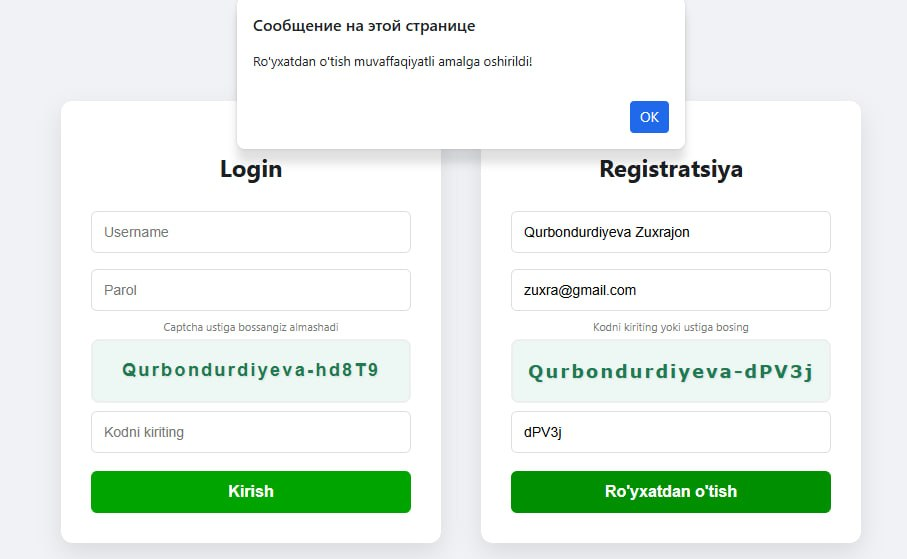 Сообщение на этой странице
Ro'yxatdan o'tish muvaffaqiyatli amalga oshirildi!
OK
Login
Username
Parol
Captcha ustiga bossangiz almashadi
Qurbondurdiyeva-hd8T9
Kodni kiriting
Kirish
Registratsiya
Qurbondurdiyeva Zuxrajon
zuxra@gmail.com
Kodni kiriting yoki ustiga bosing
Qurbondurdiyeva-dPV3j
dPV3j
Ro'yxatdan o'tish